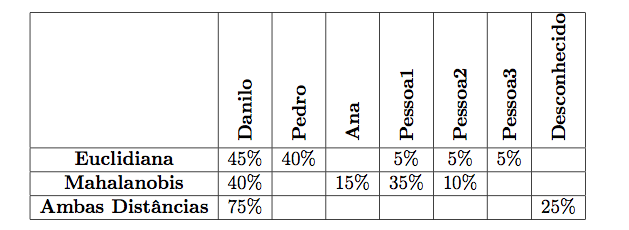 Danilo Pedro Ana Pessoa1 Pessoa2 Pessoa3 Desconhecido
Euclidiana 45% 40% 5% 5% 5%
Mahalanobis 40% 15% 35% 10%
Ambas Distâncias 75% 25%